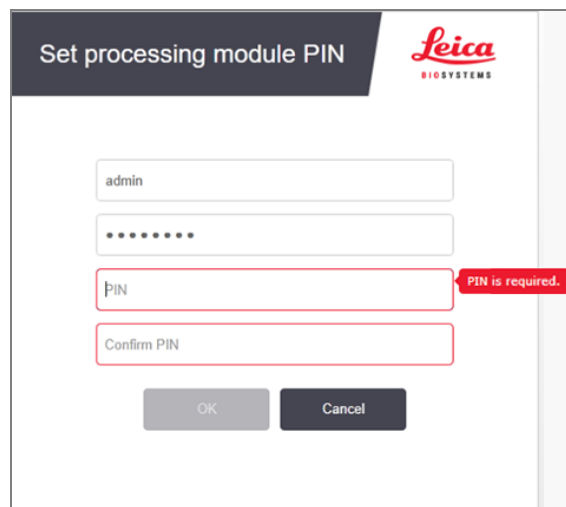 Set processing module PIN
Leica
BIOSYSTEMS
admin
••••••••
PIN
PIN is required.
Confirm PIN
OK
Cancel